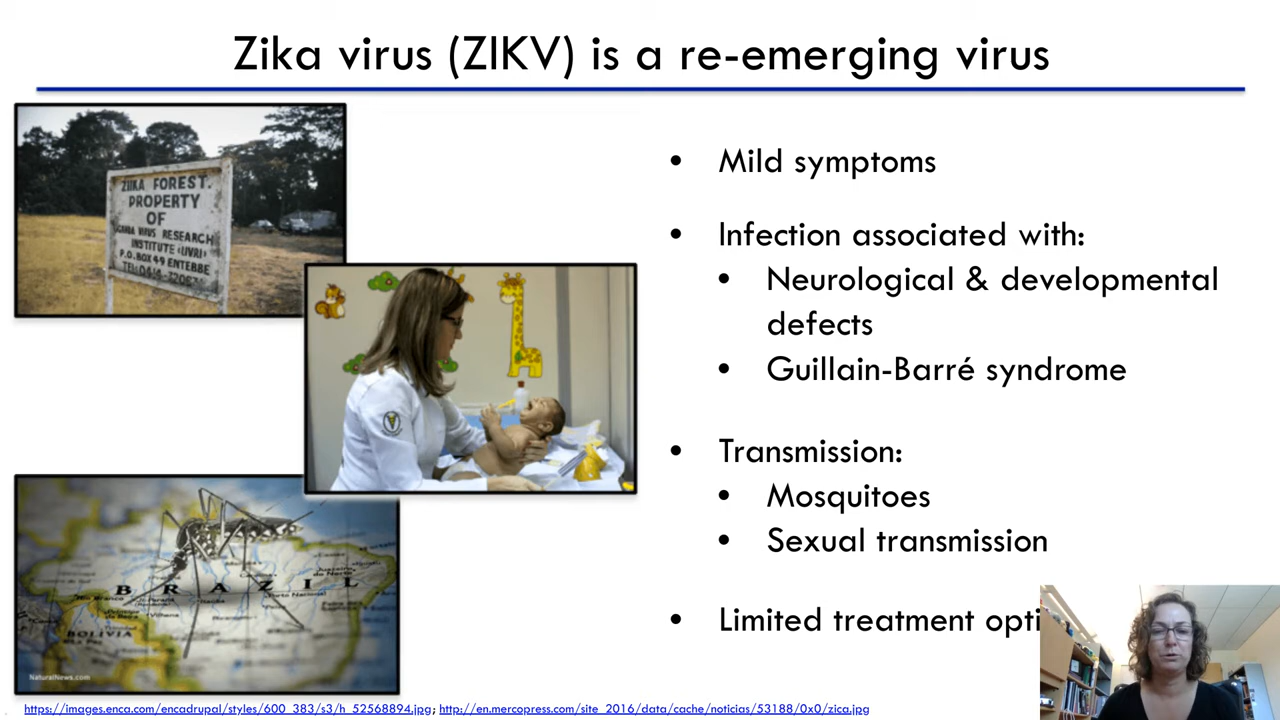 Zika virus (ZIKV) is a re-emerging virus
ZIIKA FOREST.
PROPERTY
OF
UGANDA VIRUS RESEARCH
INSTITUTE (UVRI)
P.O.BOX 49 ENTEBBE
• Mild symptoms
• Infection associated with:
• Neurological & developmental
defects
• Guillain-Barré syndrome
• Transmission:
• Mosquitoes
• Sexual transmission
• Limited treatment opti
BRAZIL
BOLIVIA
NaturalNews.com
https://images.enca.com/encadrupal/styles/600_383/s3/h_52568894.jpg; http://en.mercopress.com/site_2016/data/cache/noticias/53188/0x0/zica.jpg